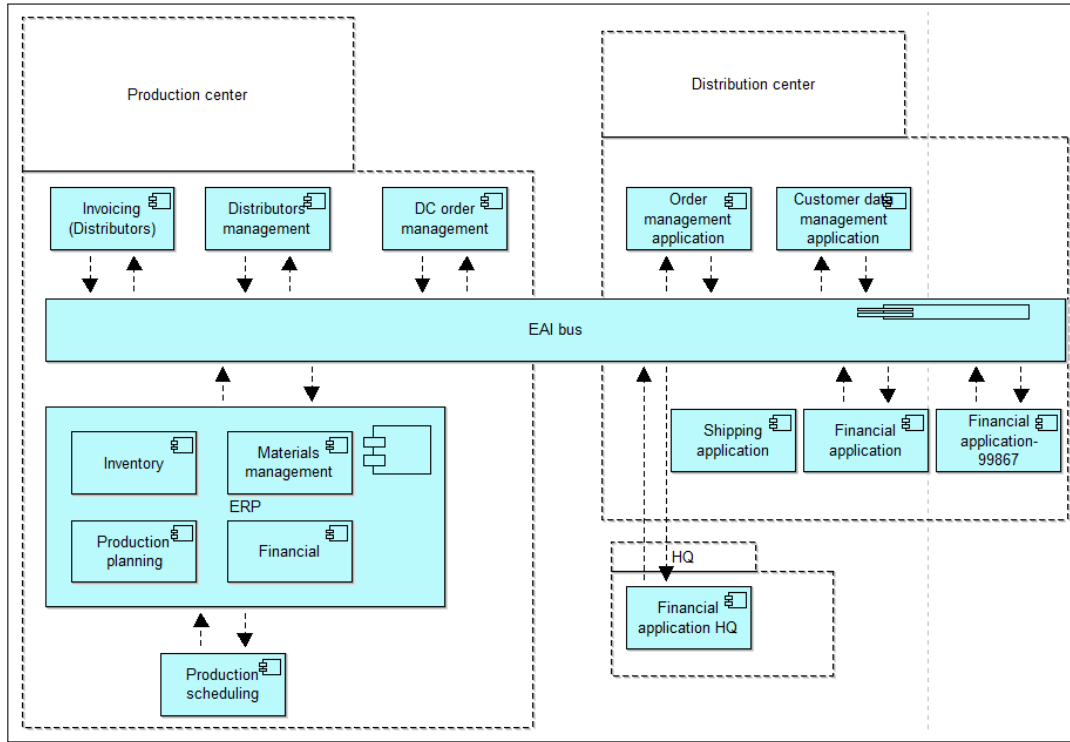 Production center
Distribution center
Invoicing
(Distributors)
Distributors
management
DC order
management
Order
management
application
Customer data
management
application
EAI bus
Inventory
Materials
management
ERP
Production
planning
Financial
Shipping
application
Financial
application
Financial
application-
99867
HQ
Financial
application HQ
Production
scheduling